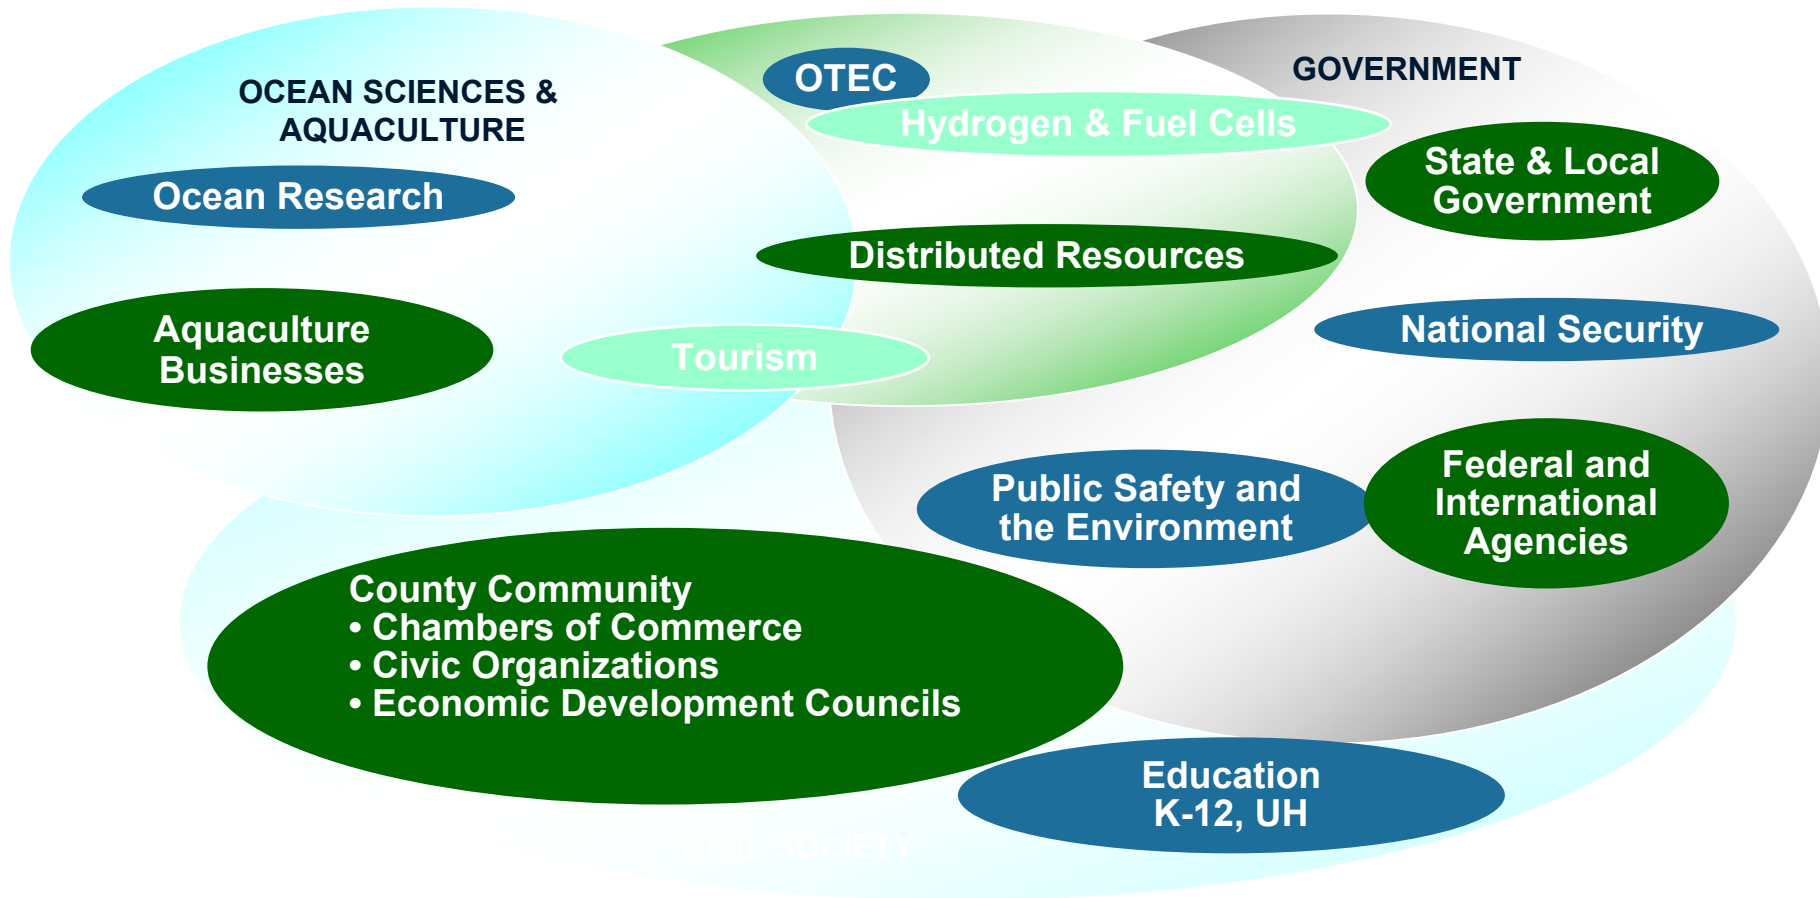 OCEAN SCIENCES &
AQUACULTURE
Ocean Research
Aquaculture
Businesses
Tourism
OTEC
Hydrogen & Fuel Cells
Distributed Resources
GOVERNMENT
State & Local
Government
National Security
Public Safety and
the Environment
Federal and
International
Agencies
County Community
• Chambers of Commerce
• Civic Organizations
• Economic Development Councils
Education
K-12, UH
CIVIL SOCIETY